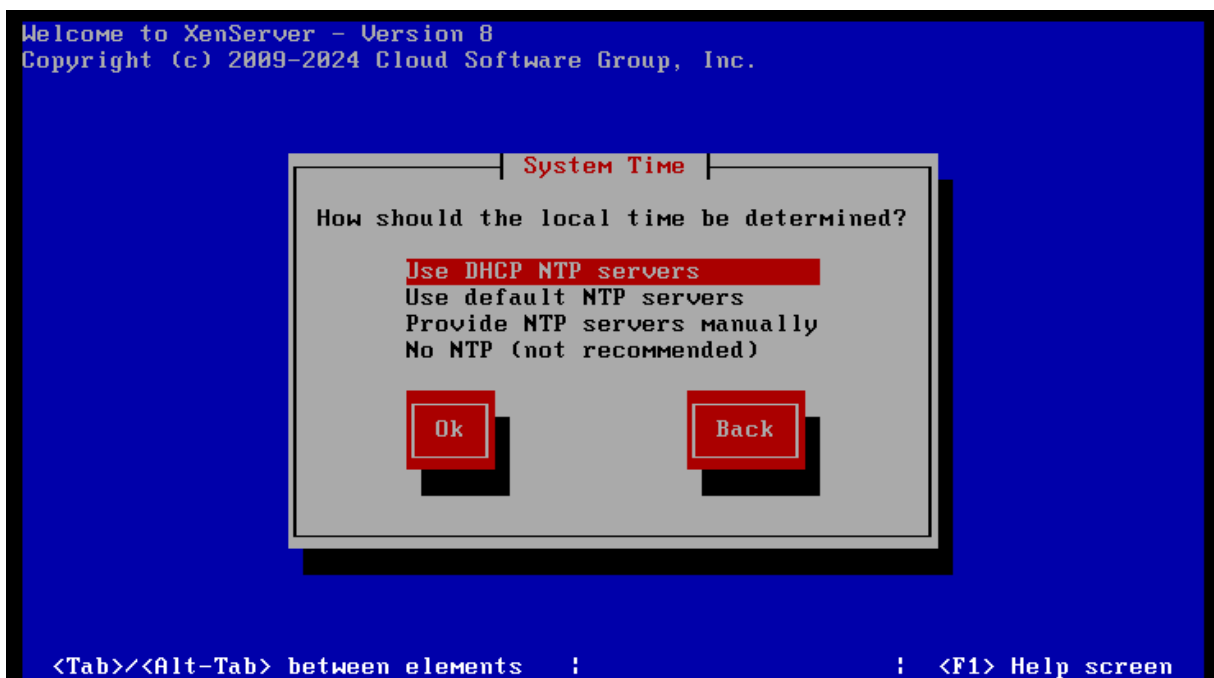 Welcome to XenServer - Version 8
Copyright (c) 2009-2024 Cloud Software Group, Inc.
System Time
How should the local time be determined?
Use DHCP NTP servers
Use default NTP servers
Provide NTP servers manually
No NTP (not recommended)
Ok Back
<Tab>/<Alt-Tab> between elements ¦ ¦ <F1> Help screen